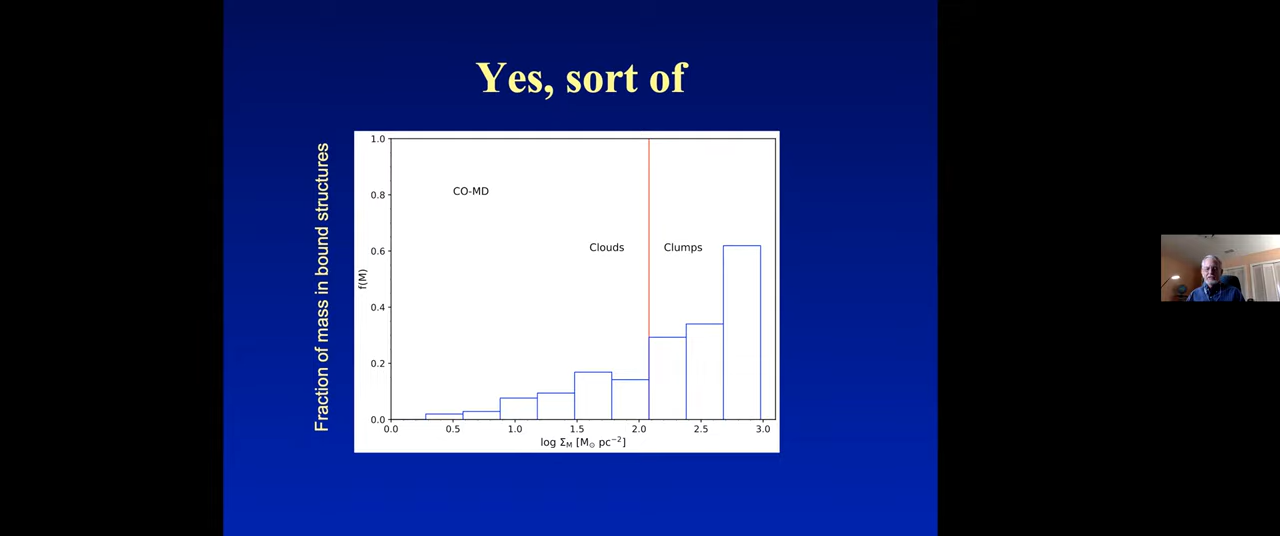 Yes, sort of
Fraction of mass in bound structures
f(M)
1.0
0.8
0.6
0.4
0.2
0.0
CO-MD
Clouds
Clumps
0.0 0.5 1.0 1.5 2.0 2.5 3.0
log Σ_M [M_⊙ pc⁻²]